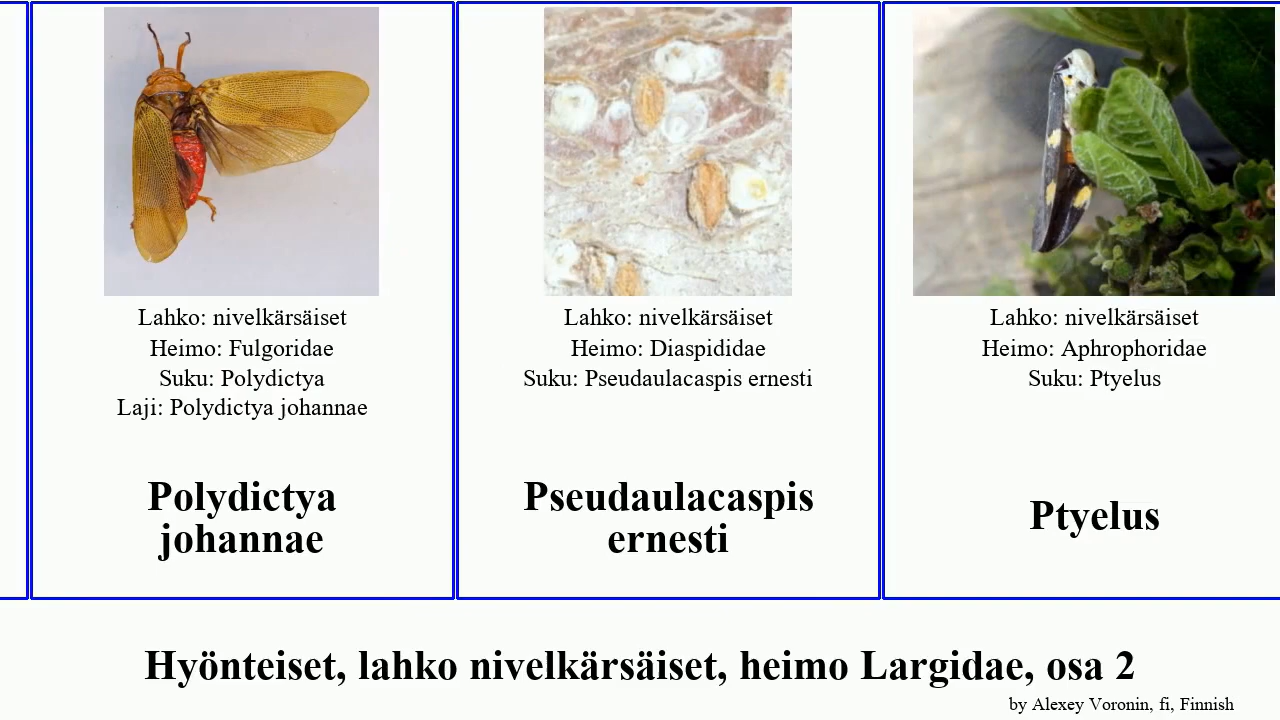 Lahko: nivelkärsäiset
Heimo: Fulgoridae
Suku: Polydictya
Laji: Polydictya johannae
Polydictya
johannae
Lahko: nivelkärsäiset
Heimo: Diaspididae
Suku: Pseudaulacaspis ernesti
Pseudaulacaspis
ernesti
Lahko: nivelkärsäiset
Heimo: Aphrophoridae
Suku: Ptyelus
Ptyelus
Hyönteiset, lahko nivelkärsäiset, heimo Largidae, osa 2
by Alexey Voronin, fi, Finnish